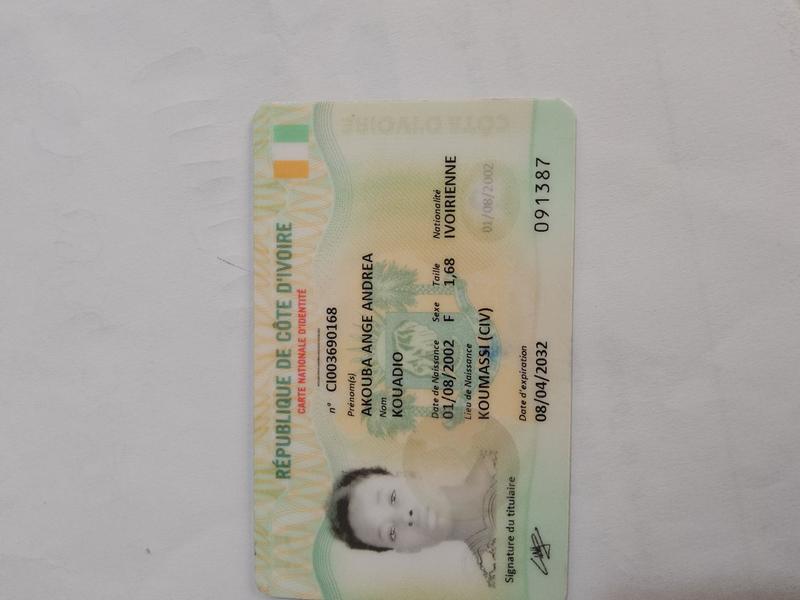 RÉPUBLIQUE DE CÔTE D'IVOIRE
CARTE NATIONALE D'IDENTITÉ
n° CI003690168
Prénom(s)
AKOUBA ANGE ANDREA
Nom
KOUADIO
Date de Naissance Sexe Taille Nationalité
01/08/2002 F 1,68 IVOIRIENNE
Lieu de Naissance
KOUMASSI (CIV)
01/08/2002
Date d'expiration
08/04/2032
091387
Signature du titulaire
CÔTE D'IVOIRE